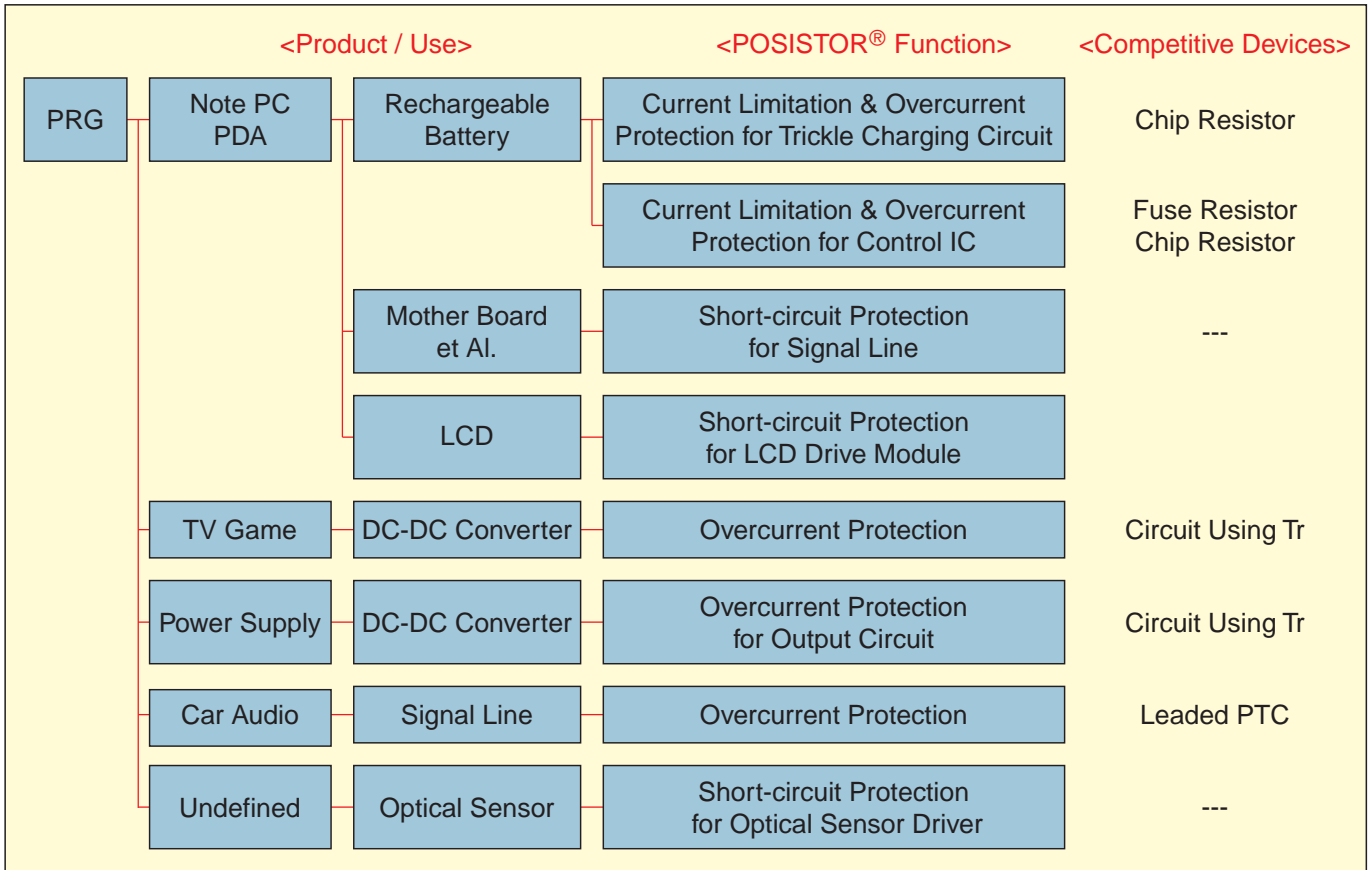 <Product / Use> <POSISTOR® Function> <Competitive Devices>
PRG
Note PC
PDA
Rechargeable
Battery
Current Limitation & Overcurrent
Protection for Trickle Charging Circuit
Chip Resistor
Current Limitation & Overcurrent
Protection for Control IC
Fuse Resistor
Chip Resistor
Mother Board
et Al.
Short-circuit Protection
for Signal Line
---
LCD
Short-circuit Protection
for LCD Drive Module
TV Game
DC-DC Converter
Overcurrent Protection
Circuit Using Tr
Power Supply
DC-DC Converter
Overcurrent Protection
for Output Circuit
Circuit Using Tr
Car Audio
Signal Line
Overcurrent Protection
Leaded PTC
Undefined
Optical Sensor
Short-circuit Protection
for Optical Sensor Driver
---